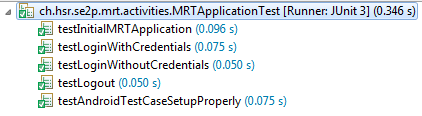 ch.hsr.se2p.mrt.activities.MRTApplicationTest [Runner: JUnit 3] (0.346 s)
testInitialMRTApplication (0.096 s)
testLoginWithCredentials (0.075 s)
testLoginWithoutCredentials (0.050 s)
testLogout (0.050 s)
testAndroidTestCaseSetupProperly (0.075 s)